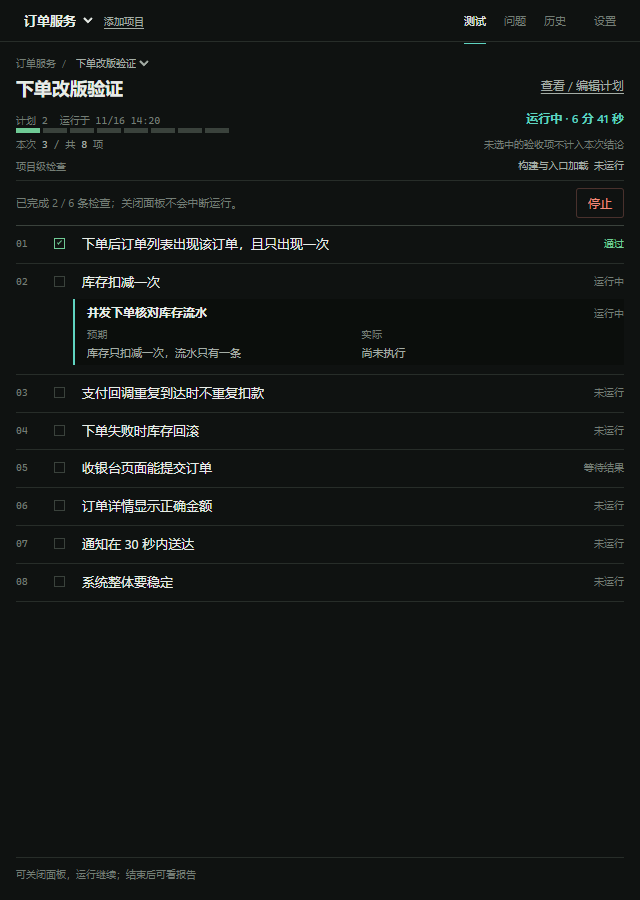 订单服务 添加项目 测试 问题 历史 设置
订单服务 / 下单改版验证
下单改版验证 查看 / 编辑计划
计划 2 运行于 11/16 14:20 运行中 · 6 分 41 秒
本次 3 / 共 8 项 未选中的验收项不计入本次结论
项目级检查 构建与入口加载 未运行
已完成 2 / 6 条检查；关闭面板不会中断运行。 停止
01 下单后订单列表出现该订单，且只出现一次 通过
02 库存扣减一次 运行中
并发下单核对库存流水 运行中
预期 实际
库存只扣减一次，流水只有一条 尚未执行
03 支付回调重复到达时不重复扣款 未运行
04 下单失败时库存回滚 未运行
05 收银台页面能提交订单 等待结果
06 订单详情显示正确金额 未运行
07 通知在 30 秒内送达 未运行
08 系统整体要稳定 未运行
可关闭面板，运行继续；结束后可看报告